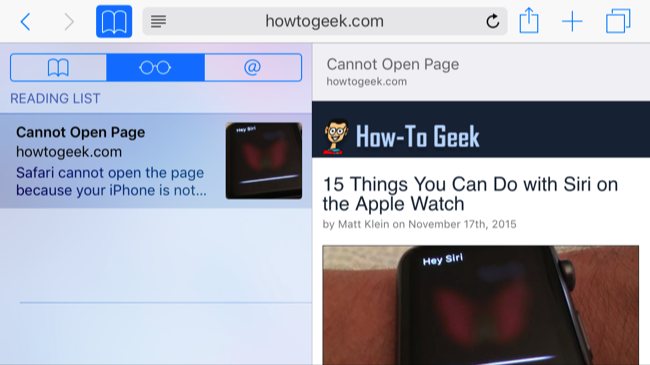 howtogeek.com
@
READING LIST
Cannot Open Page
howtogeek.com
Safari cannot open the page
because your iPhone is not...
Hey Siri
Cannot Open Page
howtogeek.com
How-To Geek
15 Things You Can Do with Siri on
the Apple Watch
by Matt Klein on November 17th, 2015
Hey Siri